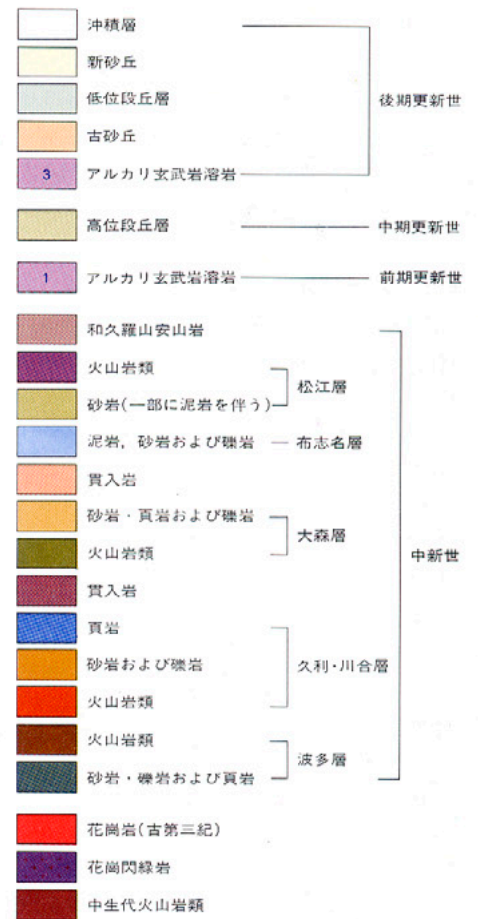 沖積層
新砂丘
低位段丘層
後期更新世
古砂丘
3 アルカリ玄武岩溶岩
高位段丘層 中期更新世
1 アルカリ玄武岩溶岩 前期更新世
和久羅山安山岩
火山岩類
松江層
砂岩(一部に泥岩を伴う)
泥岩,砂岩および礫岩 布志名層
貫入岩
砂岩・頁岩および礫岩
大森層
火山岩類
中新世
貫入岩
頁岩
砂岩および礫岩 久利・川合層
火山岩類
火山岩類
波多層
砂岩・礫岩および頁岩
花崗岩(古第三紀)
花崗閃緑岩
中生代火山岩類